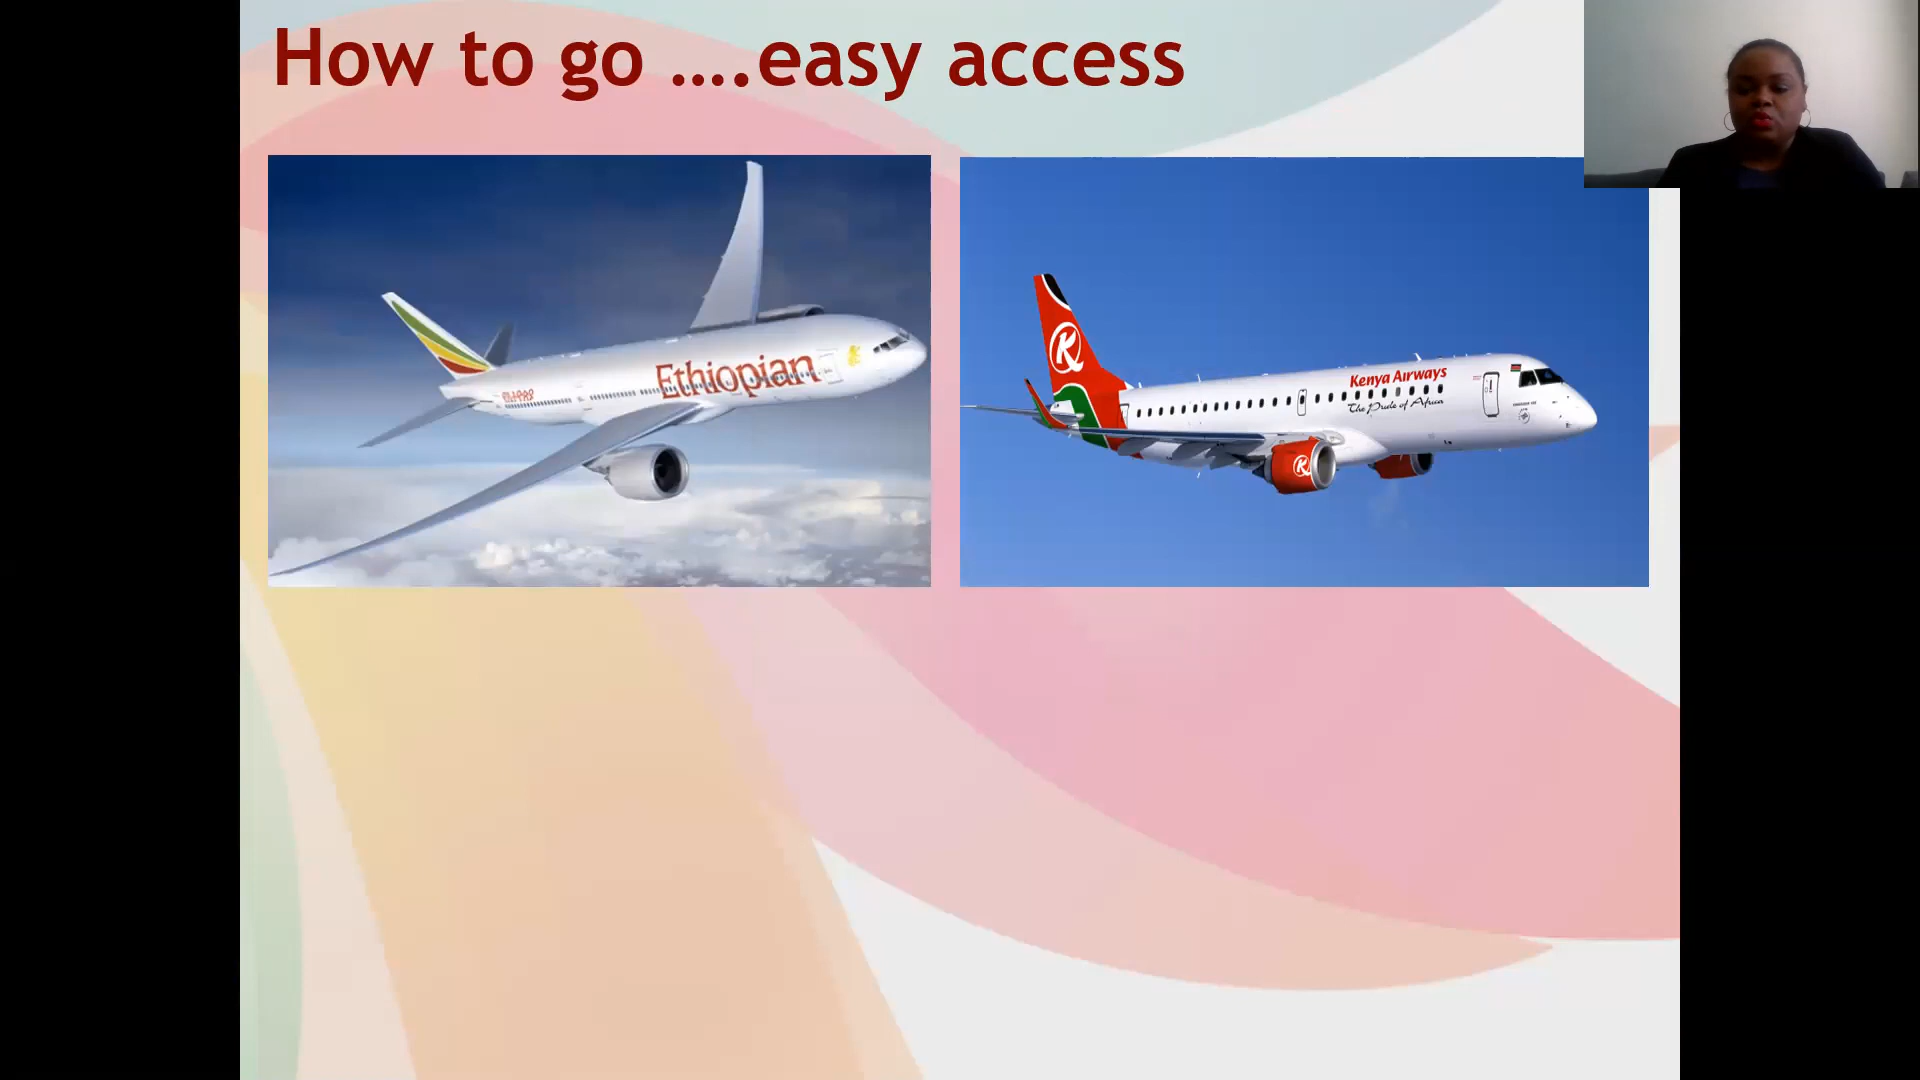 How to go ....easy access
Ethiopian
Kenya Airways
The Pride of Africa
K
K